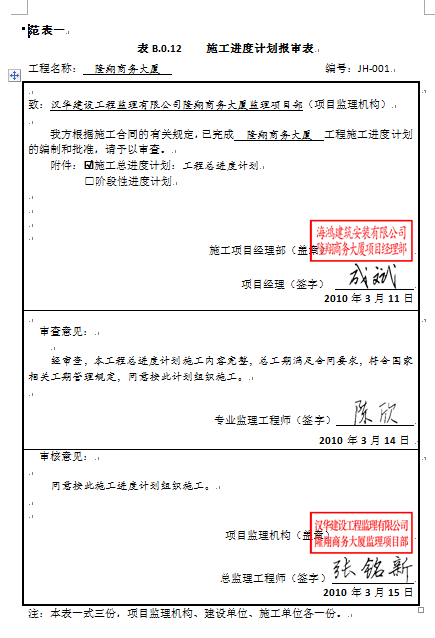 范表一
表 B.0.12 施工进度计划报审表
工程名称： 隆翔商务大厦 编号：JH-001
致：汉华建设工程监理有限公司隆翔商务大厦监理项目部（项目监理机构）
我方根据施工合同的有关规定，已完成 隆翔商务大厦 工程施工进度计划
的编制和批准，请予以审查。
附件：☑施工总进度计划：工程总进度计划
□阶段性进度计划
海鸿建筑安装有限公司
隆翔商务大厦项目经理部
施工项目经理部（盖章）
项目经理（签字） 成斌
2010 年 3 月 11 日
审查意见：
经审查，本工程总进度计划施工内容完整，总工期满足合同要求，符合国家
相关工期管理规定，同意按此计划组织施工。
专业监理工程师（签字） 陈欣
2010 年 3 月 14 日
审核意见：
同意按此施工进度计划组织施工。
汉华建设工程监理有限公司
隆翔商务大厦监理项目部
项目监理机构（盖章）
总监理工程师（签字） 张铭新
2010 年 3 月 15 日
注：本表一式三份，项目监理机构、建设单位、施工单位各一份。